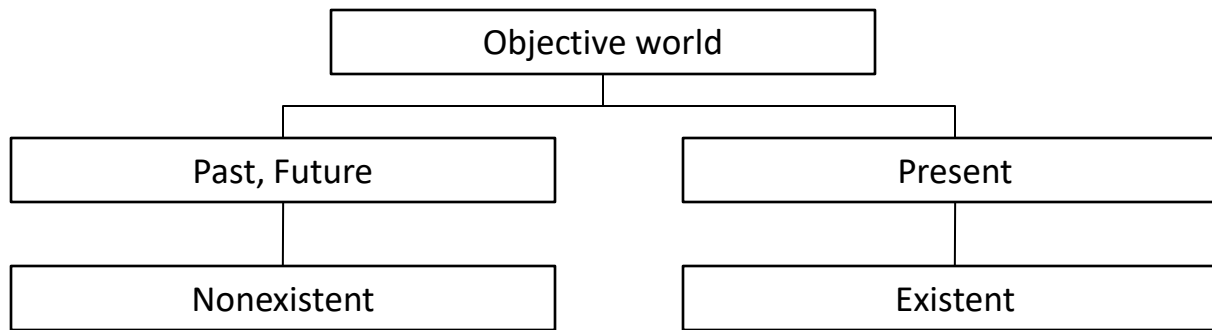 Objective world
Past, Future
Present
Nonexistent
Existent